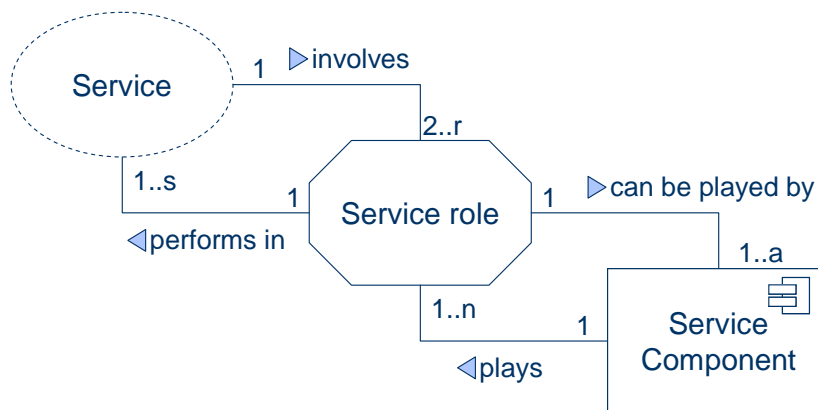 1
involves
Service
2..r
1..s
1
Service role
1
can be played by
performs in
1..a
1..n
1
Service
Component
plays